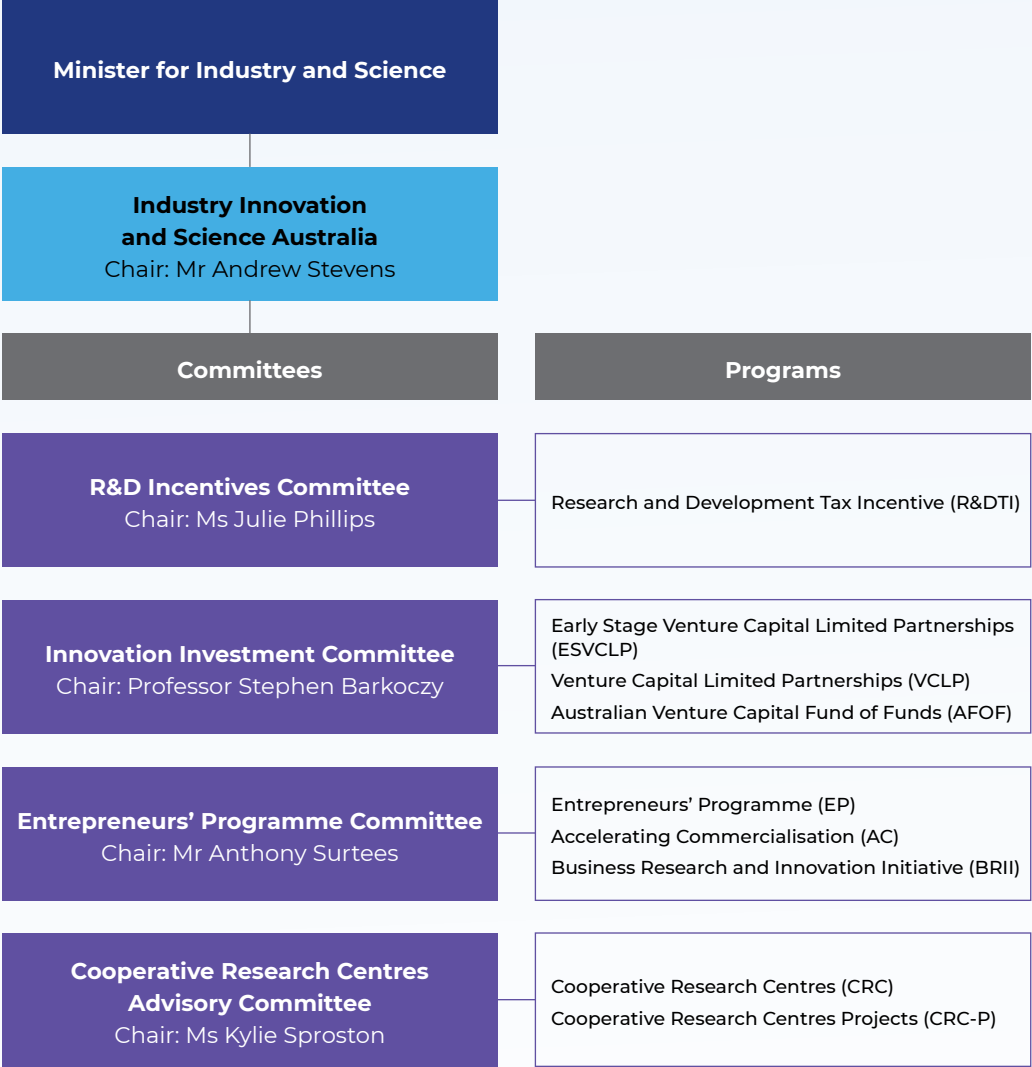 Minister for Industry and Science
Industry Innovation
and Science Australia
Chair: Mr Andrew Stevens
Committees
Programs
R&D Incentives Committee
Chair: Ms Julie Phillips
Research and Development Tax Incentive (R&DTI)
Innovation Investment Committee
Chair: Professor Stephen Barkoczy
Early Stage Venture Capital Limited Partnerships
(ESVCLP)
Venture Capital Limited Partnerships (VCLP)
Australian Venture Capital Fund of Funds (AFOF)
Entrepreneurs’ Programme Committee
Chair: Mr Anthony Surtees
Entrepreneurs’ Programme (EP)
Accelerating Commercialisation (AC)
Business Research and Innovation Initiative (BRII)
Cooperative Research Centres
Advisory Committee
Chair: Ms Kylie Sproston
Cooperative Research Centres (CRC)
Cooperative Research Centres Projects (CRC-P)